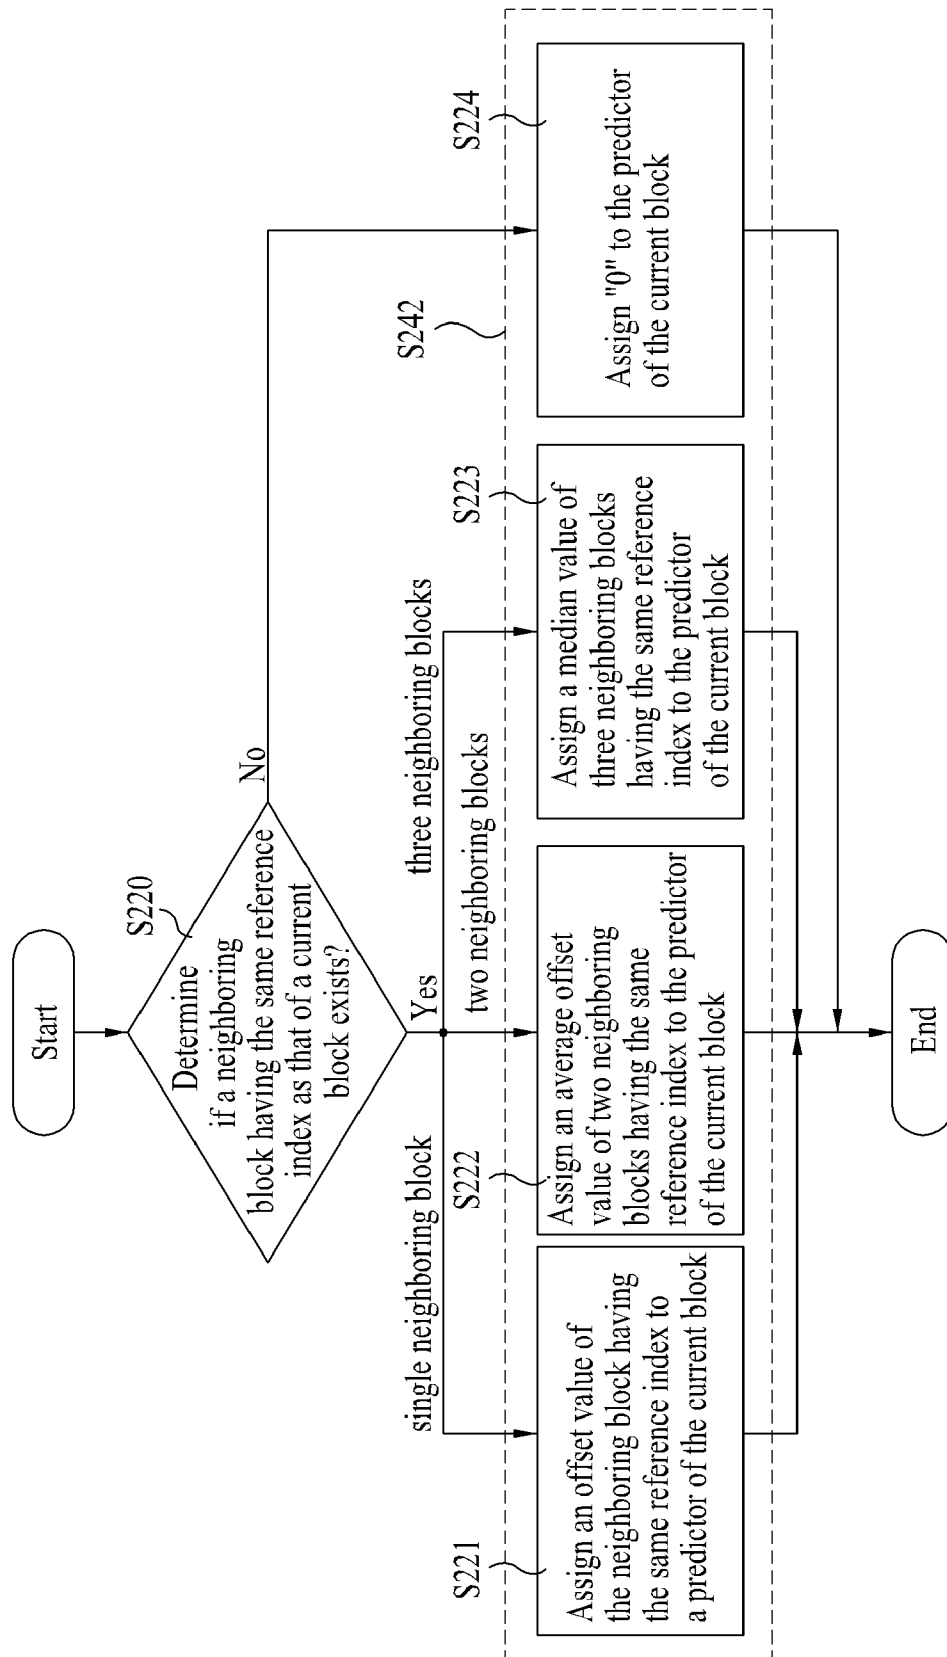 Start
S220
Determine
if a neighboring
block having the same reference
index as that of a current
block exists?
No
Yes
single neighboring block
two neighboring blocks
three neighboring blocks
S242
S221
Assign an offset value of
the neighboring block having
the same reference index to
a predictor of the current block
S222
Assign an average offset
value of two neighboring
blocks having the same
reference index to the predictor
of the current block
S223
Assign a median value of
three neighboring blocks
having the same reference
index to the predictor
of the current block
S224
Assign "0" to the predictor
of the current block
End